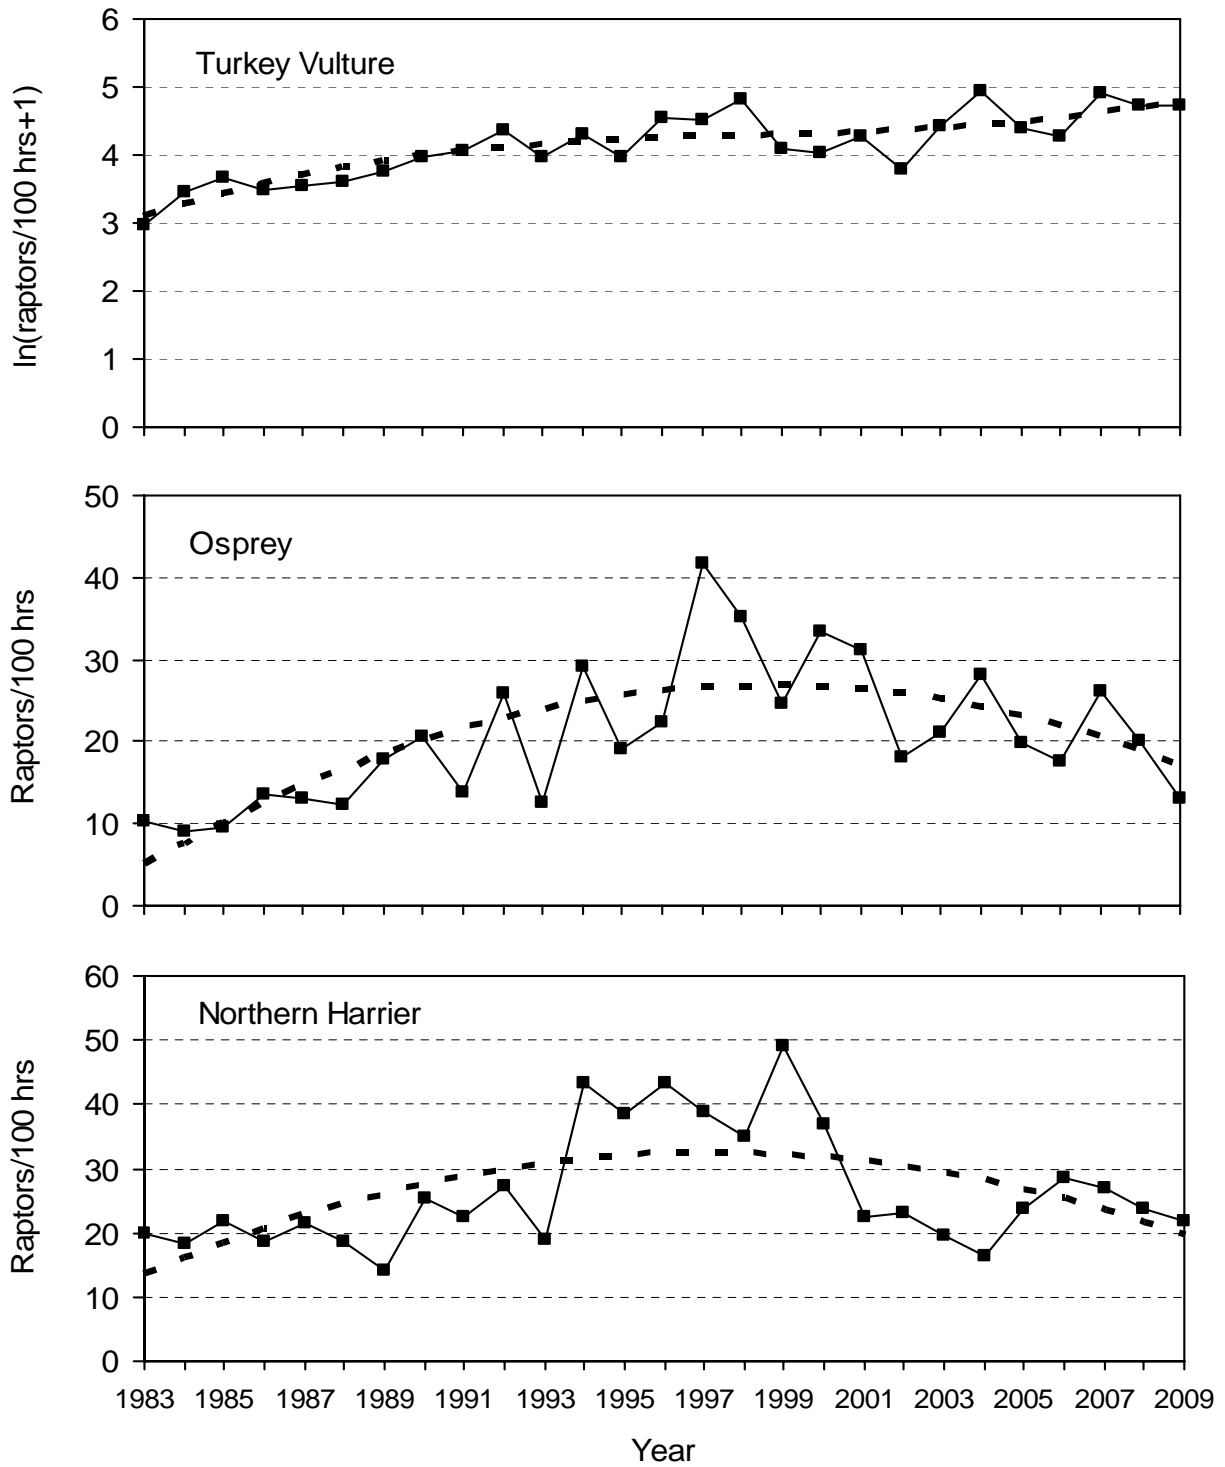 6
Turkey Vulture
5
4
3
2
1
0
ln(raptors/100 hrs+1)
50
Osprey
40
30
20
10
0
Raptors/100 hrs
60
Northern Harrier
50
40
30
20
10
0
Raptors/100 hrs
1983 1985 1987 1989 1991 1993 1995 1997 1999 2001 2003 2005 2007 2009
Year